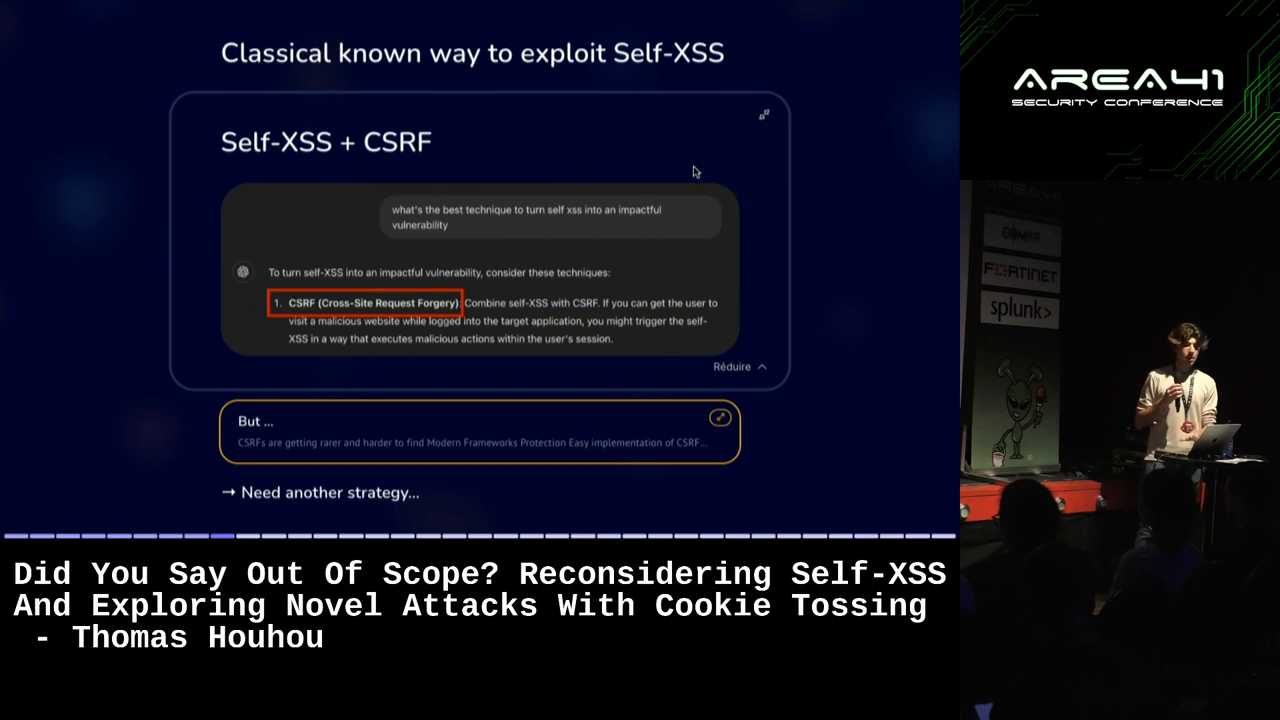 Classical known way to exploit Self-XSS
Self-XSS + CSRF
what's the best technique to turn self xss into an impactful
vulnerability
To turn self-XSS into an impactful vulnerability, consider these techniques:
1. CSRF (Cross-Site Request Forgery): Combine self-XSS with CSRF. If you can get the user to
visit a malicious website while logged into the target application, you might trigger the self-
XSS in a way that executes malicious actions within the user's session.
Réduire
But ...
CSRFs are getting rarer and harder to find Modern Frameworks Protection Easy implementation of CSRF...
→ Need another strategy...
Did You Say Out Of Scope? Reconsidering Self-XSS
And Exploring Novel Attacks With Cookie Tossing
- Thomas Houhou
AREA41
SECURITY CONFERENCE
AREA41
FORTINET
splunk>